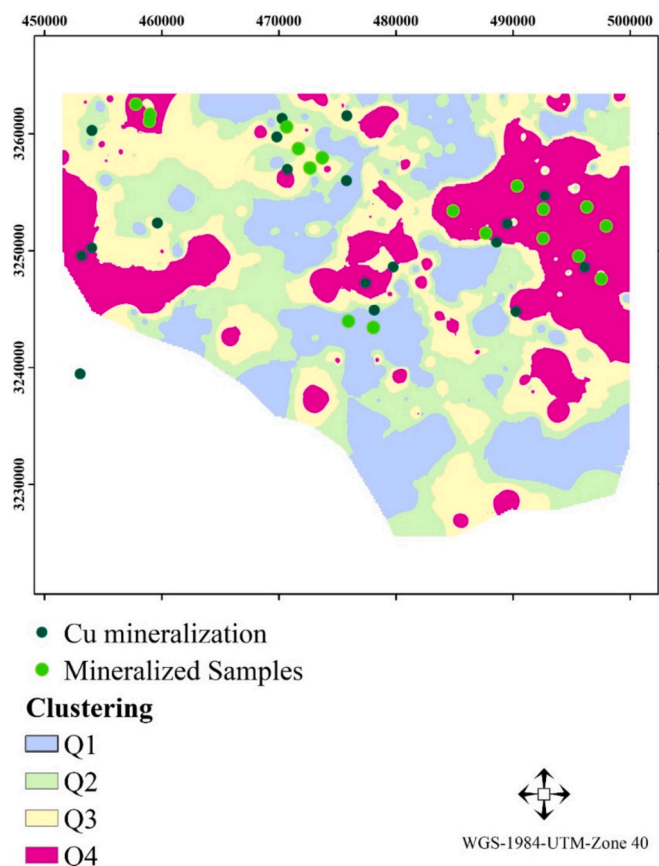 450000 460000 470000 480000 490000 500000
3260000
3250000
3240000
3230000
Cu mineralization
Mineralized Samples
Clustering
Q1
Q2
Q3
Q4
WGS-1984-UTM-Zone 40